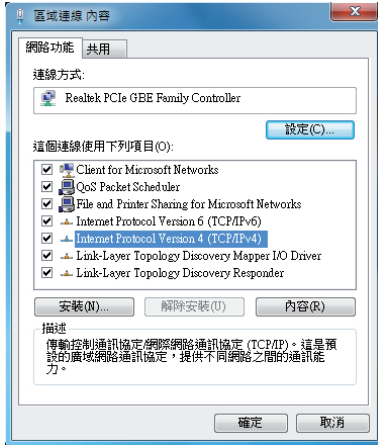 區域連線 內容
網路功能 共用
連線方式:
Realtek PCIe GBE Family Controller
設定(C)...
這個連線使用下列項目(O):
Client for Microsoft Networks
QoS Packet Scheduler
File and Printer Sharing for Microsoft Networks
Internet Protocol Version 6 (TCP/IPv6)
Internet Protocol Version 4 (TCP/IPv4)
Link-Layer Topology Discovery Mapper I/O Driver
Link-Layer Topology Discovery Responder
安裝(N)... 解除安裝(U) 內容(R)
描述
傳輸控制通訊協定/網際網路通訊協定 (TCP/IP)。這是預
設的廣域網路通訊協定，提供不同網路之間的通訊能
力。
確定 取消